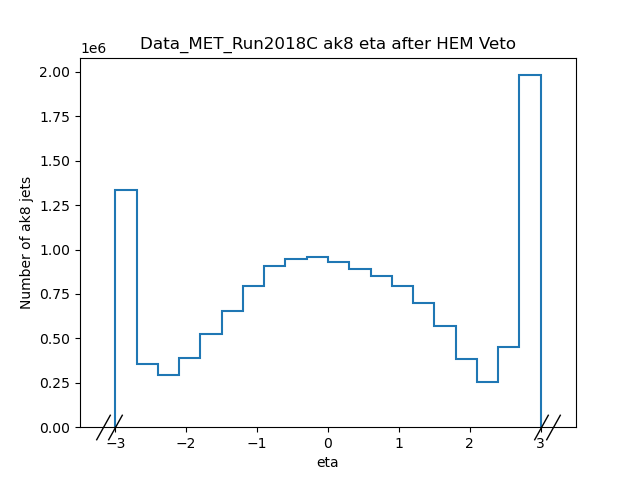 Data_MET_Run2018C ak8 eta after HEM Veto
1e6
2.00
1.75
1.50
1.25
1.00
0.75
0.50
0.25
0.00
Number of ak8 jets
−3 −2 −1 0 1 2 3
eta